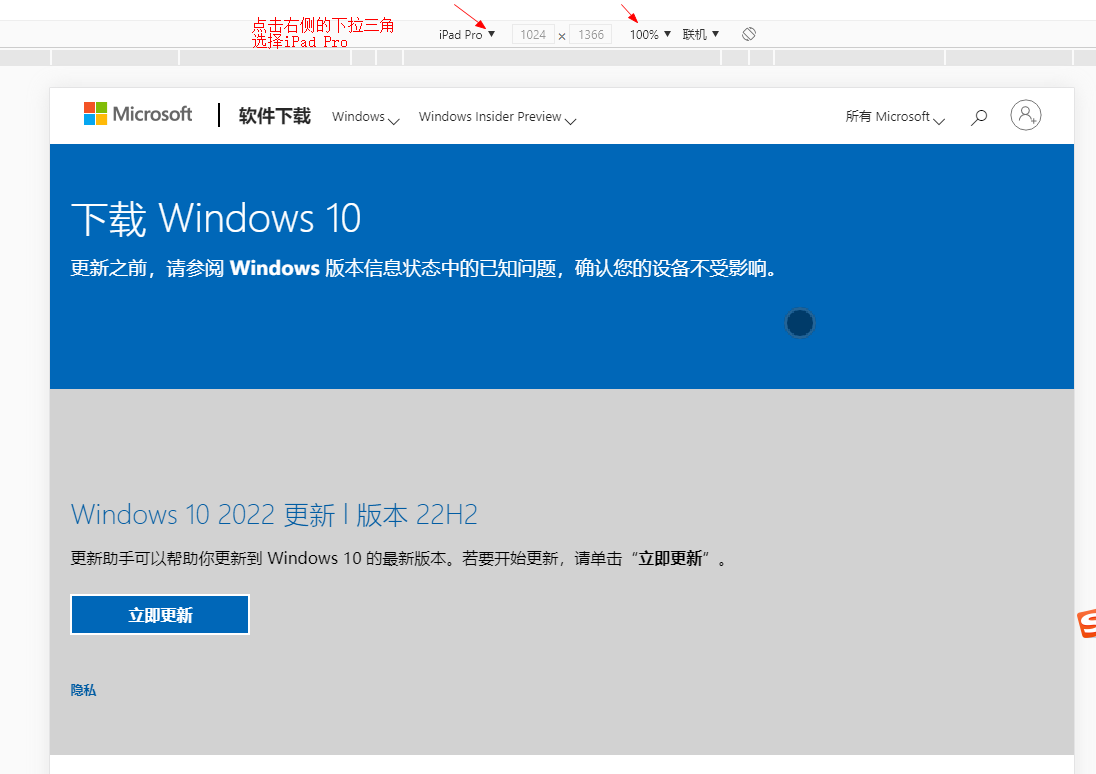 点击右侧的下拉三角
选择iPad Pro
iPad Pro ▼ 1024 × 1366 100% ▼ 联机 ▼
Microsoft 软件下载 Windows Windows Insider Preview 所有 Microsoft
下载 Windows 10
更新之前，请参阅 Windows 版本信息状态中的已知问题，确认您的设备不受影响。
Windows 10 2022 更新 l 版本 22H2
更新助手可以帮助你更新到 Windows 10 的最新版本。若要开始更新，请单击“立即更新”。
立即更新
隐私